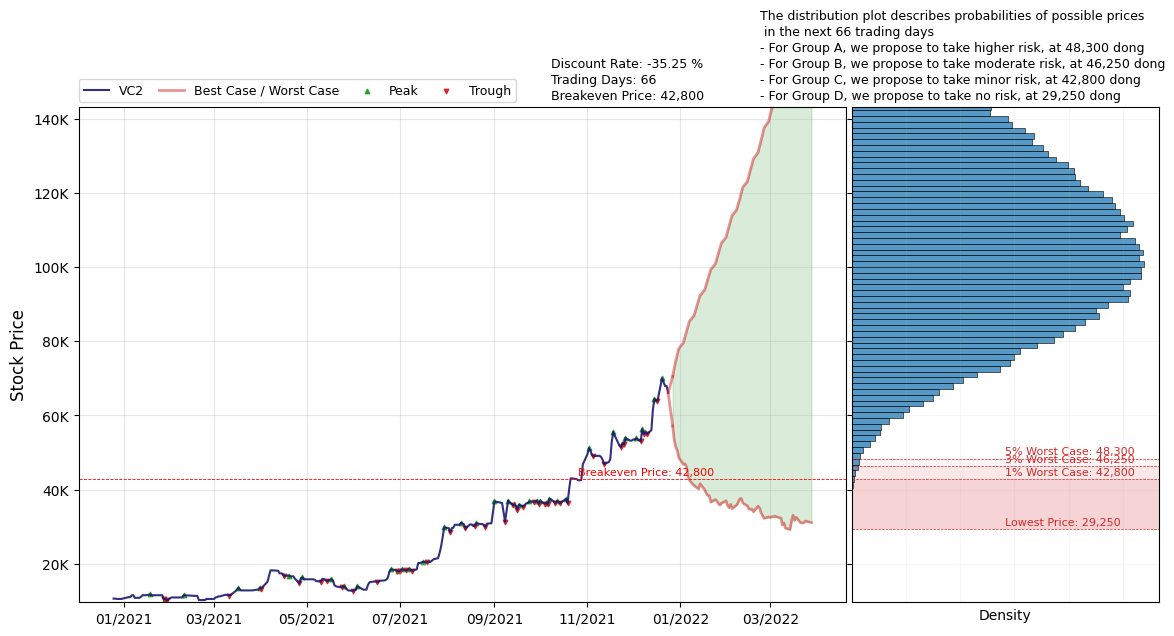 The distribution plot describes probabilities of possible prices
in the next 66 trading days
- For Group A, we propose to take higher risk, at 48,300 dong
- For Group B, we propose to take moderate risk, at 46,250 dong
- For Group C, we propose to take minor risk, at 42,800 dong
- For Group D, we propose to take no risk, at 29,250 dong
Discount Rate: -35.25 %
Trading Days: 66
Breakeven Price: 42,800
VC2
Best Case / Worst Case
Peak
Trough
Stock Price
140K
120K
100K
80K
60K
40K
20K
Breakeven Price: 42,800
01/2021
03/2021
05/2021
07/2021
09/2021
11/2021
01/2022
03/2022
5% Worst Case: 48,300
3% Worst Case: 46,250
1% Worst Case: 42,800
Lowest Price: 29,250
Density